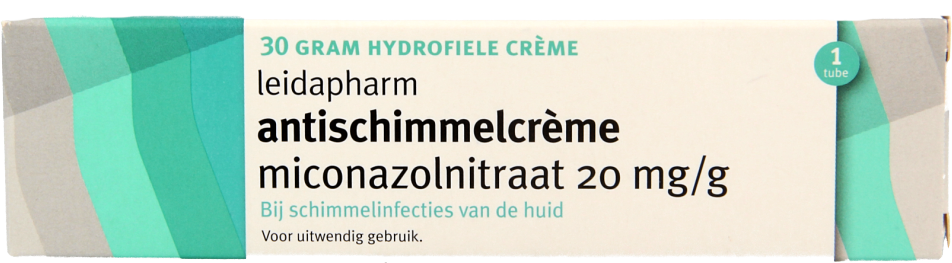 30 GRAM HYDROFIELE CRÈME
leidapharm
antischimmelcrème
miconazolnitraat 20 mg/g
Bij schimmelinfecties van de huid
Voor uitwendig gebruik.
1
tube